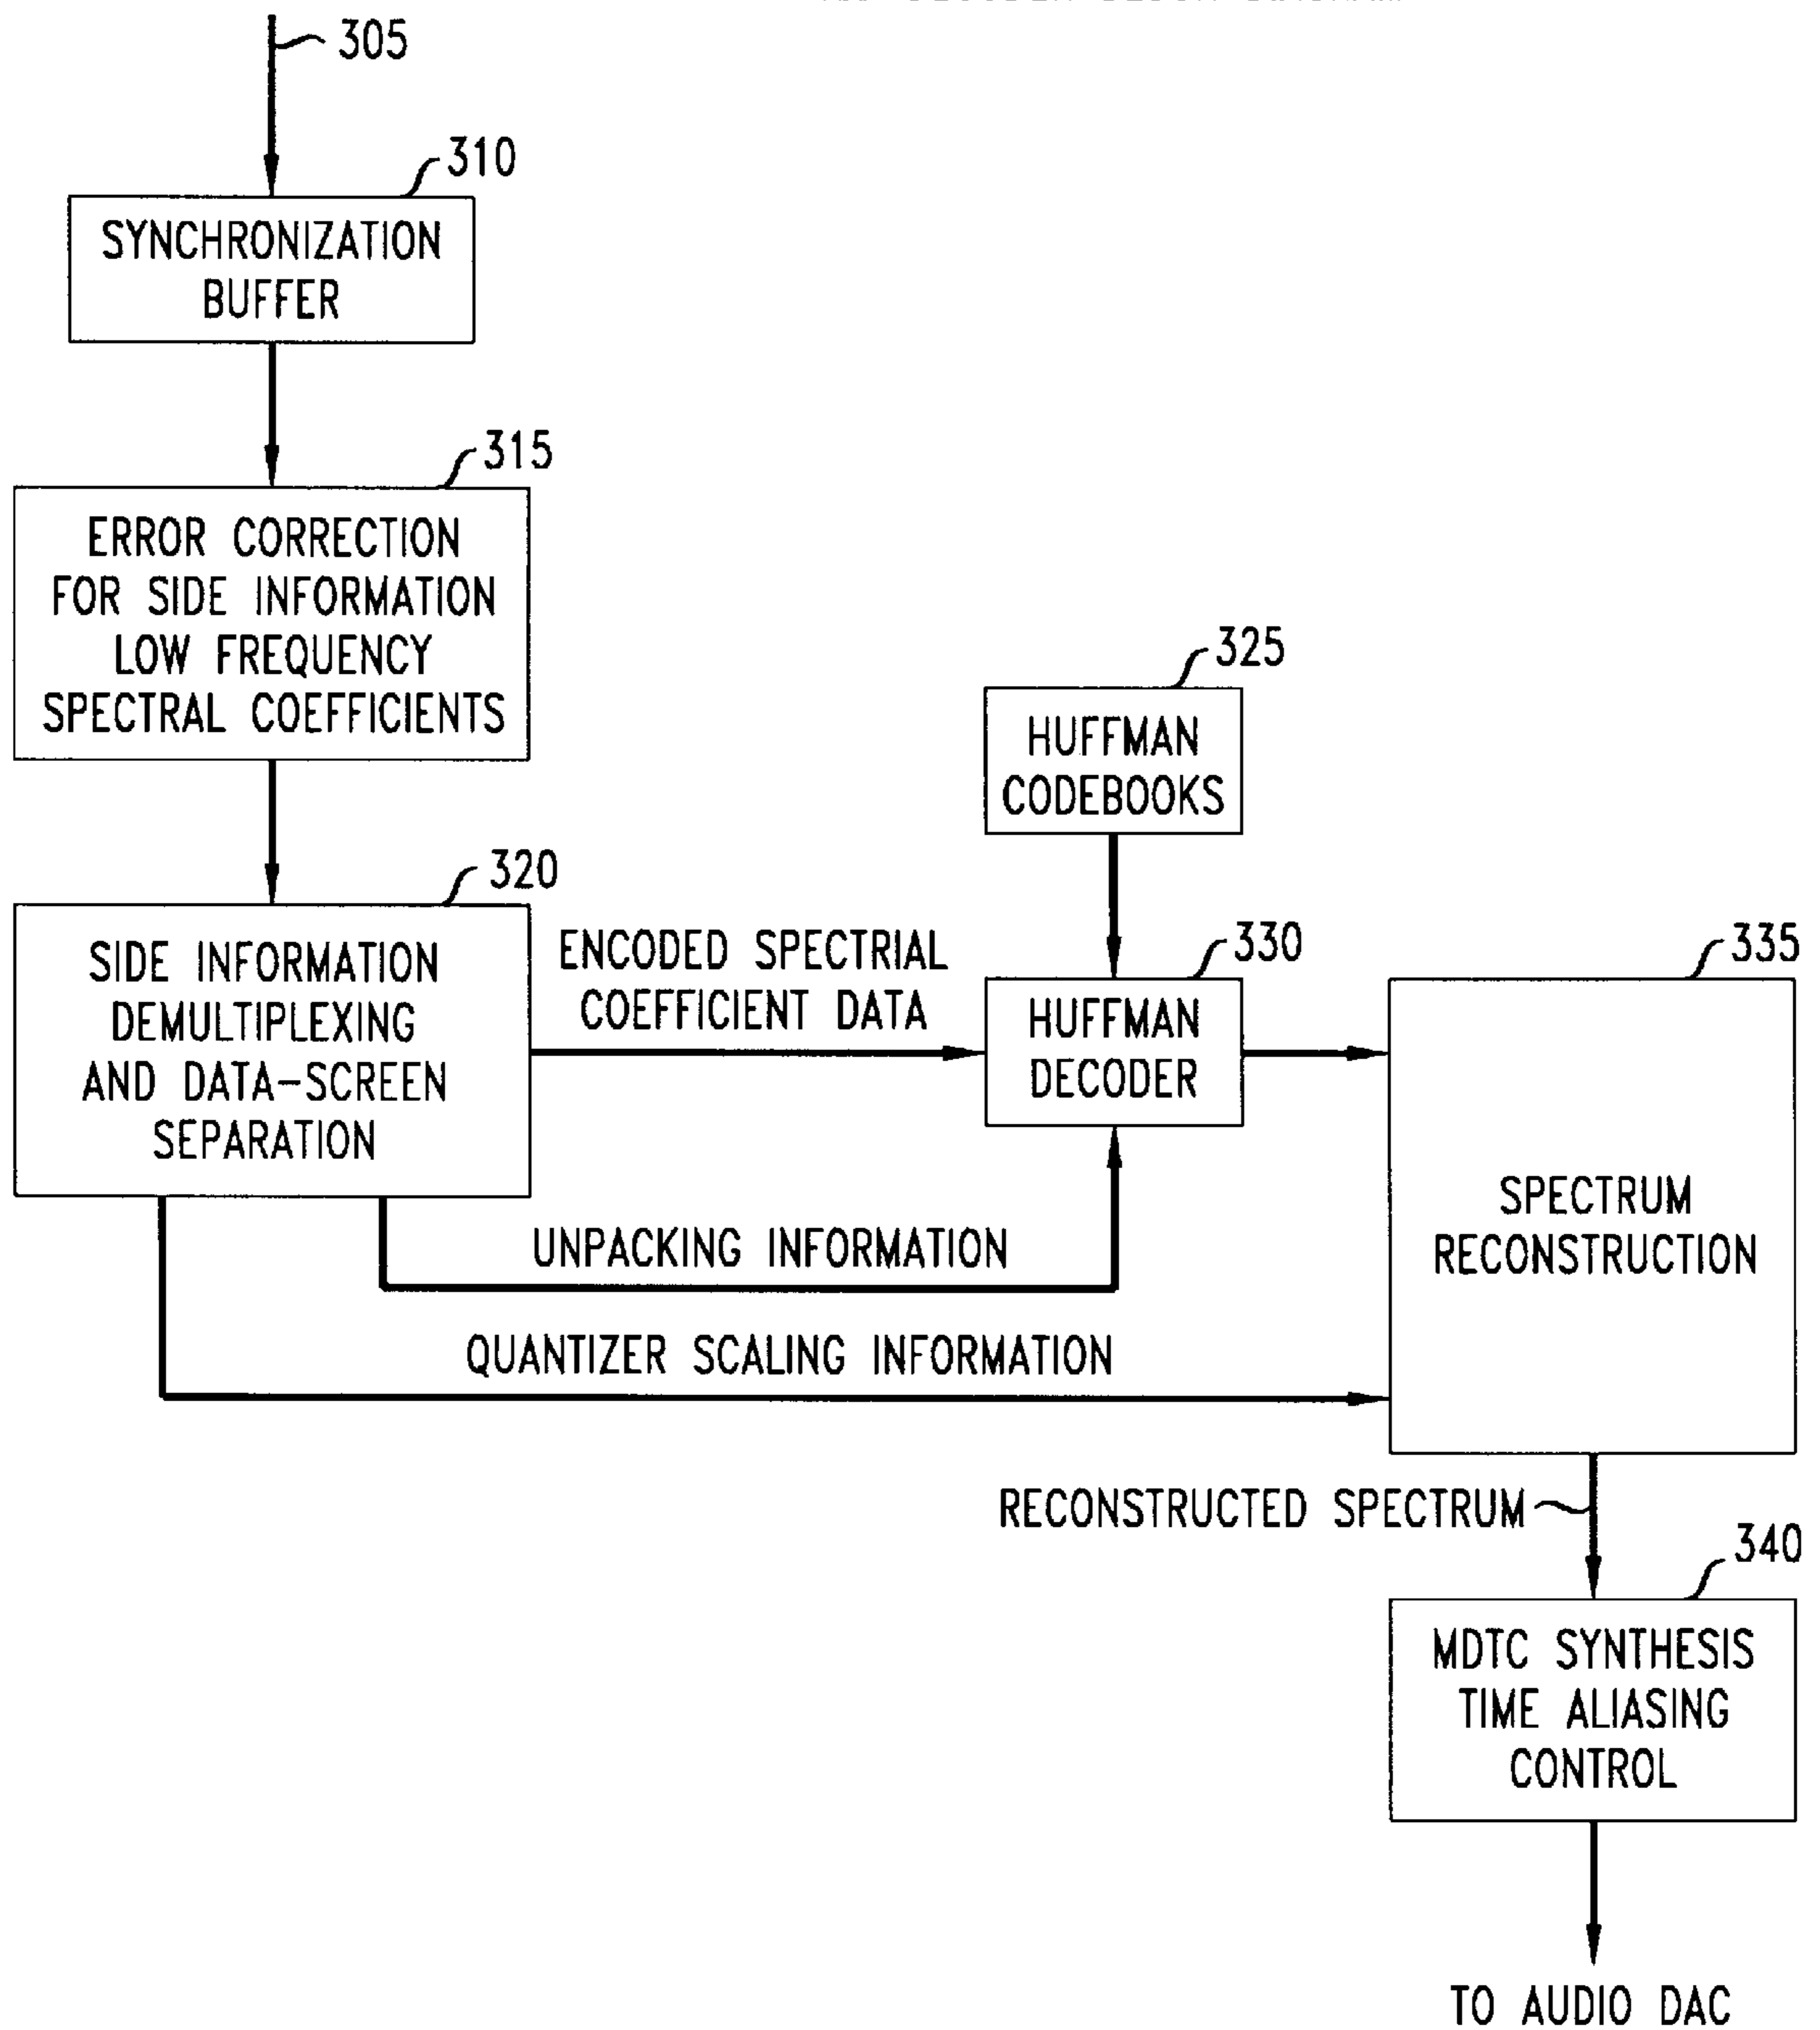 305
310
SYNCHRONIZATION
BUFFER
315
ERROR CORRECTION
FOR SIDE INFORMATION
LOW FREQUENCY
SPECTRAL COEFFICIENTS
320
SIDE INFORMATION
DEMULTIPLEXING
AND DATA-SCREEN
SEPARATION
ENCODED SPECTRIAL
COEFFICIENT DATA
325
HUFFMAN
CODEBOOKS
330
HUFFMAN
DECODER
335
SPECTRUM
RECONSTRUCTION
UNPACKING INFORMATION
QUANTIZER SCALING INFORMATION
RECONSTRUCTED SPECTRUM
340
MDTC SYNTHESIS
TIME ALIASING
CONTROL
TO AUDIO DAC